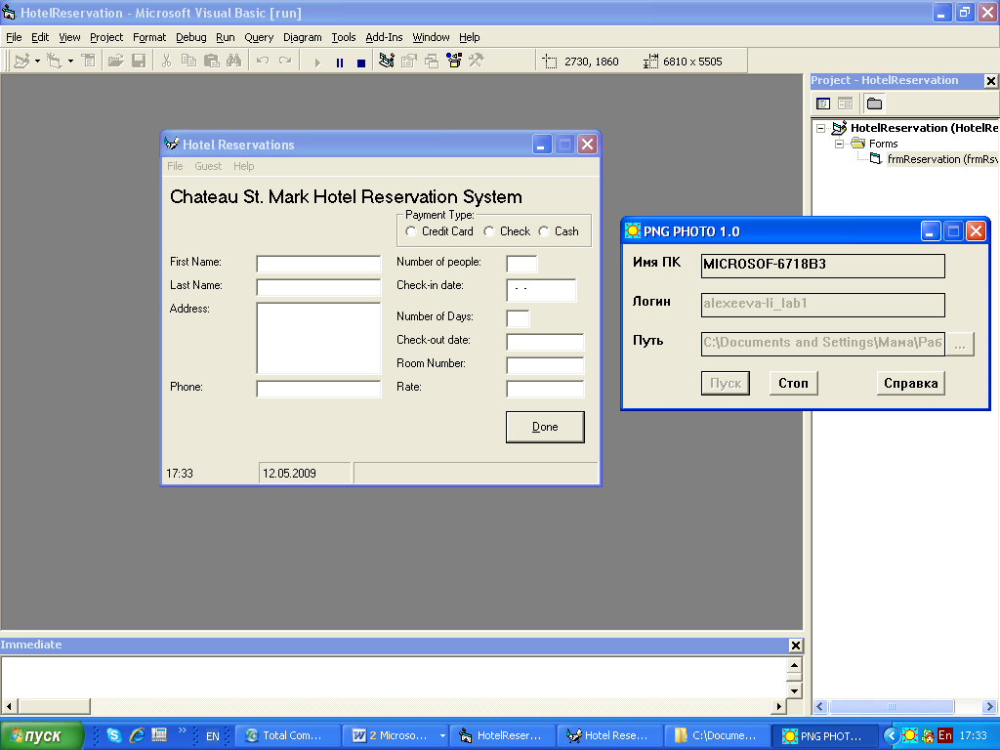 HotelReservation - Microsoft Visual Basic [run]
File Edit View Project Format Debug Run Query Diagram Tools Add-Ins Window Help
2730, 1860 6810 x 5505
Project - HotelReservation
HotelReservation (HotelRe
Forms
frmReservation (frmRsv
Hotel Reservations
File Guest Help
Chateau St. Mark Hotel Reservation System
Payment Type:
Credit Card Check Cash
First Name: Number of people:
Last Name: Check-in date: - -
Address:
Number of Days:
Check-out date:
Room Number:
Phone: Rate:
Done
17:33 12.05.2009
PNG PHOTO 1.0
Имя ПК MICROSOF-6718B3
Логин alexeeva-li_lab1
Путь C:\Documents and Settings\Мама\Раб ...
Пуск Стоп Справка
Immediate
пуск EN Total Com... 2 Microso... HotelReser... Hotel Rese... C:\Docume... PNG PHOT... En 17:33